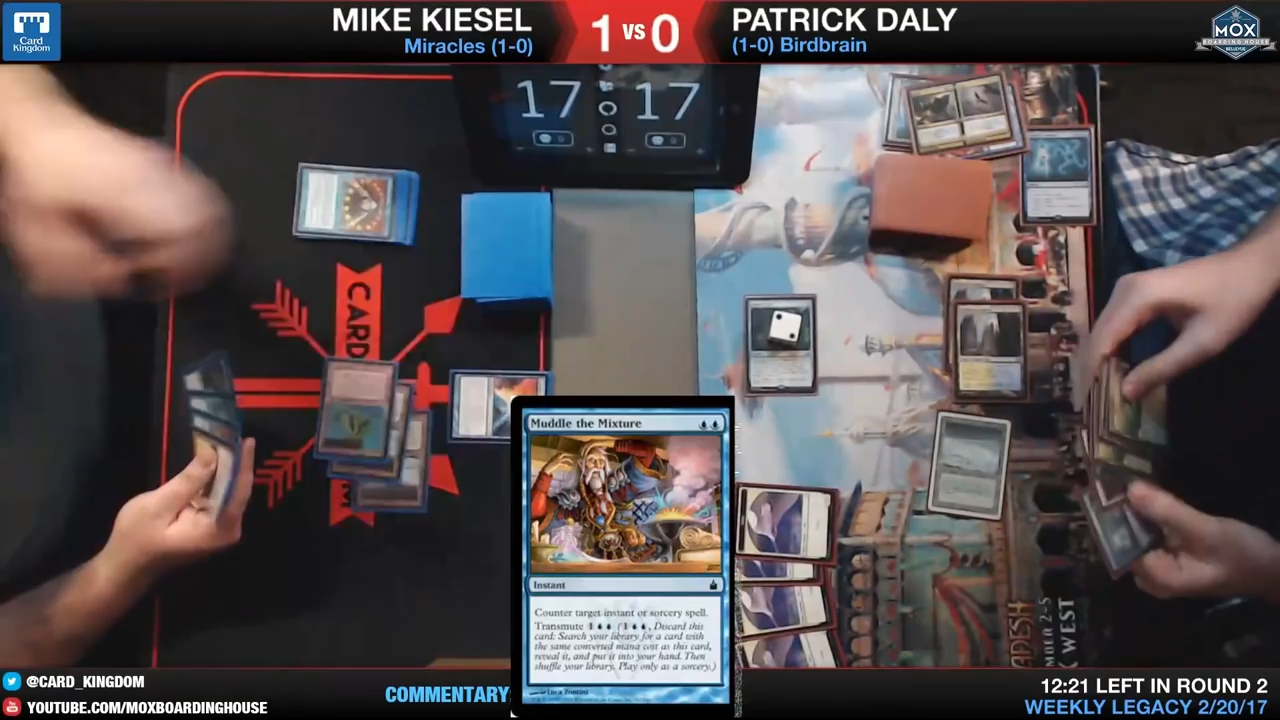 Card Kingdom
MIKE KIESEL
Miracles (1-0)
1 VS 0
PATRICK DALY
(1-0) Birdbrain
MOX
BOARDING HOUSE
BELLEVUE
17 17
CARD
Muddle the Mixture
Instant
Counter target instant or sorcery spell.
Transmute 1 (1, Discard this
card: Search your library for a card with
the same converted mana cost as this card,
reveal it, and put it into your hand. Then
shuffle your library. Play only as a sorcery.)
@CARD_KINGDOM
YOUTUBE.COM/MOXBOARDINGHOUSE
COMMENTARY:
WEST
12:21 LEFT IN ROUND 2
WEEKLY LEGACY 2/20/17